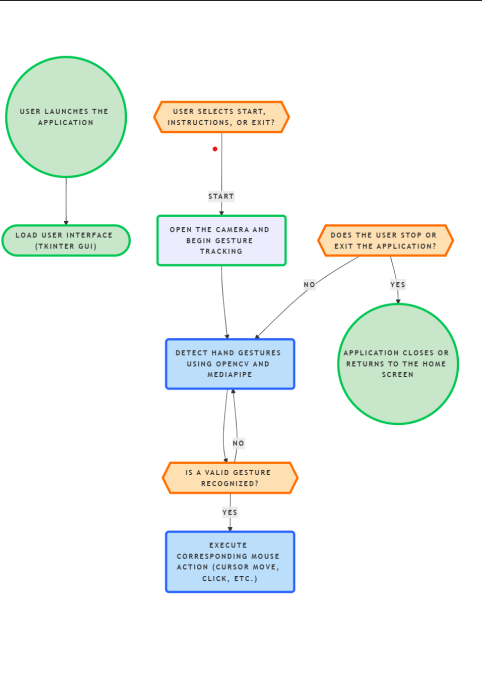 USER LAUNCHES THE
APPLICATION
LOAD USER INTERFACE
(TKINTER GUI)
USER SELECTS START,
INSTRUCTIONS, OR EXIT?
START
OPEN THE CAMERA AND
BEGIN GESTURE
TRACKING
DOES THE USER STOP OR
EXIT THE APPLICATION?
NO
YES
DETECT HAND GESTURES
USING OPENCV AND
MEDIAPIPE
APPLICATION CLOSES OR
RETURNS TO THE HOME
SCREEN
NO
IS A VALID GESTURE
RECOGNIZED?
YES
EXECUTE
CORRESPONDING MOUSE
ACTION (CURSOR MOVE,
CLICK, ETC.)